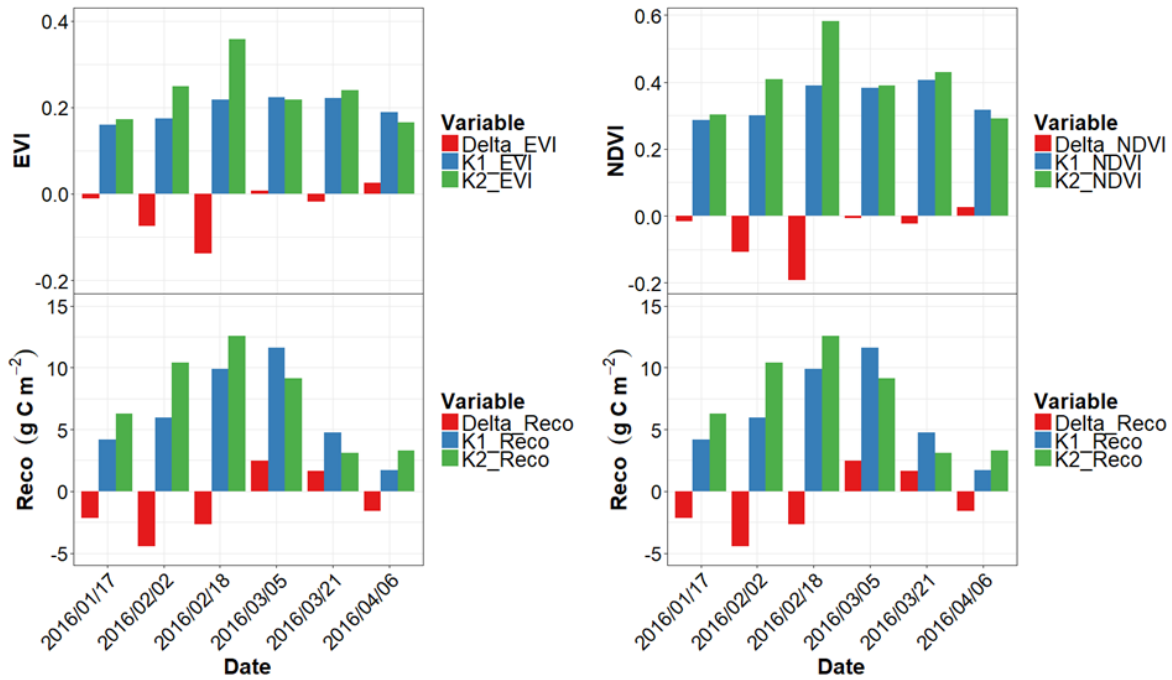 0.4
0.2
0.0
-0.2
EVI
Variable
Delta_EVI
K1_EVI
K2_EVI
15
10
5
0
-5
Reco (g C m⁻²)
Variable
Delta_Reco
K1_Reco
K2_Reco
2016/01/17
2016/02/02
2016/02/18
2016/03/05
2016/03/21
2016/04/06
Date
0.6
0.4
0.2
0.0
-0.2
NDVI
Variable
Delta_NDVI
K1_NDVI
K2_NDVI
15
10
5
0
-5
Reco (g C m⁻²)
Variable
Delta_Reco
K1_Reco
K2_Reco
2016/01/17
2016/02/02
2016/02/18
2016/03/05
2016/03/21
2016/04/06
Date